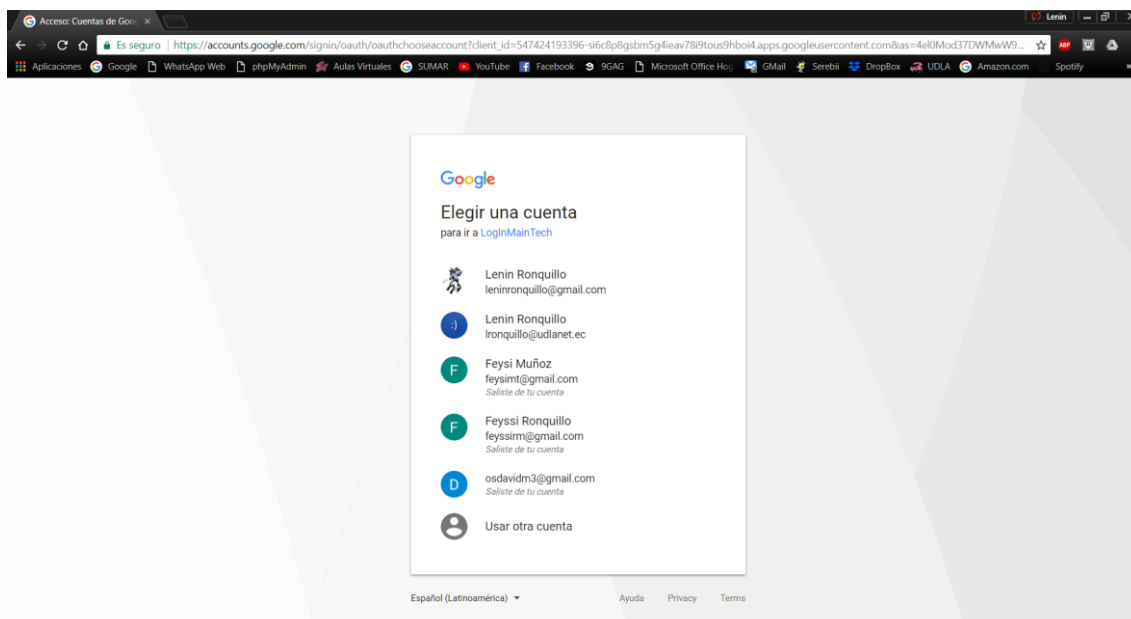 Acceso: Cuentas de Goo
Lenin
Es seguro | https://accounts.google.com/signin/oauth/oauthchooseaccount?client_id=547424193396-si6c8p8gsbm5g4ieav78i9tous9hboi4.apps.googleusercontent.com&as=4el0Mod37DWMwW9...
ABP
Aplicaciones Google WhatsApp Web phpMyAdmin Aulas Virtuales SUMAR YouTube Facebook 9GAG Microsoft Office Hog GMail Serebii DropBox UDLA Amazon.com Spotify »
Google
Elegir una cuenta
para ir a LogInMainTech
Lenin Ronquillo
leninronquillo@gmail.com
:)
Lenin Ronquillo
lronquillo@udlanet.ec
F
Feysi Muñoz
feysimt@gmail.com
Saliste de tu cuenta
F
Feyssi Ronquillo
feyssirm@gmail.com
Saliste de tu cuenta
D
osdavidm3@gmail.com
Saliste de tu cuenta
Usar otra cuenta
Español (Latinoamérica) Ayuda Privacy Terms